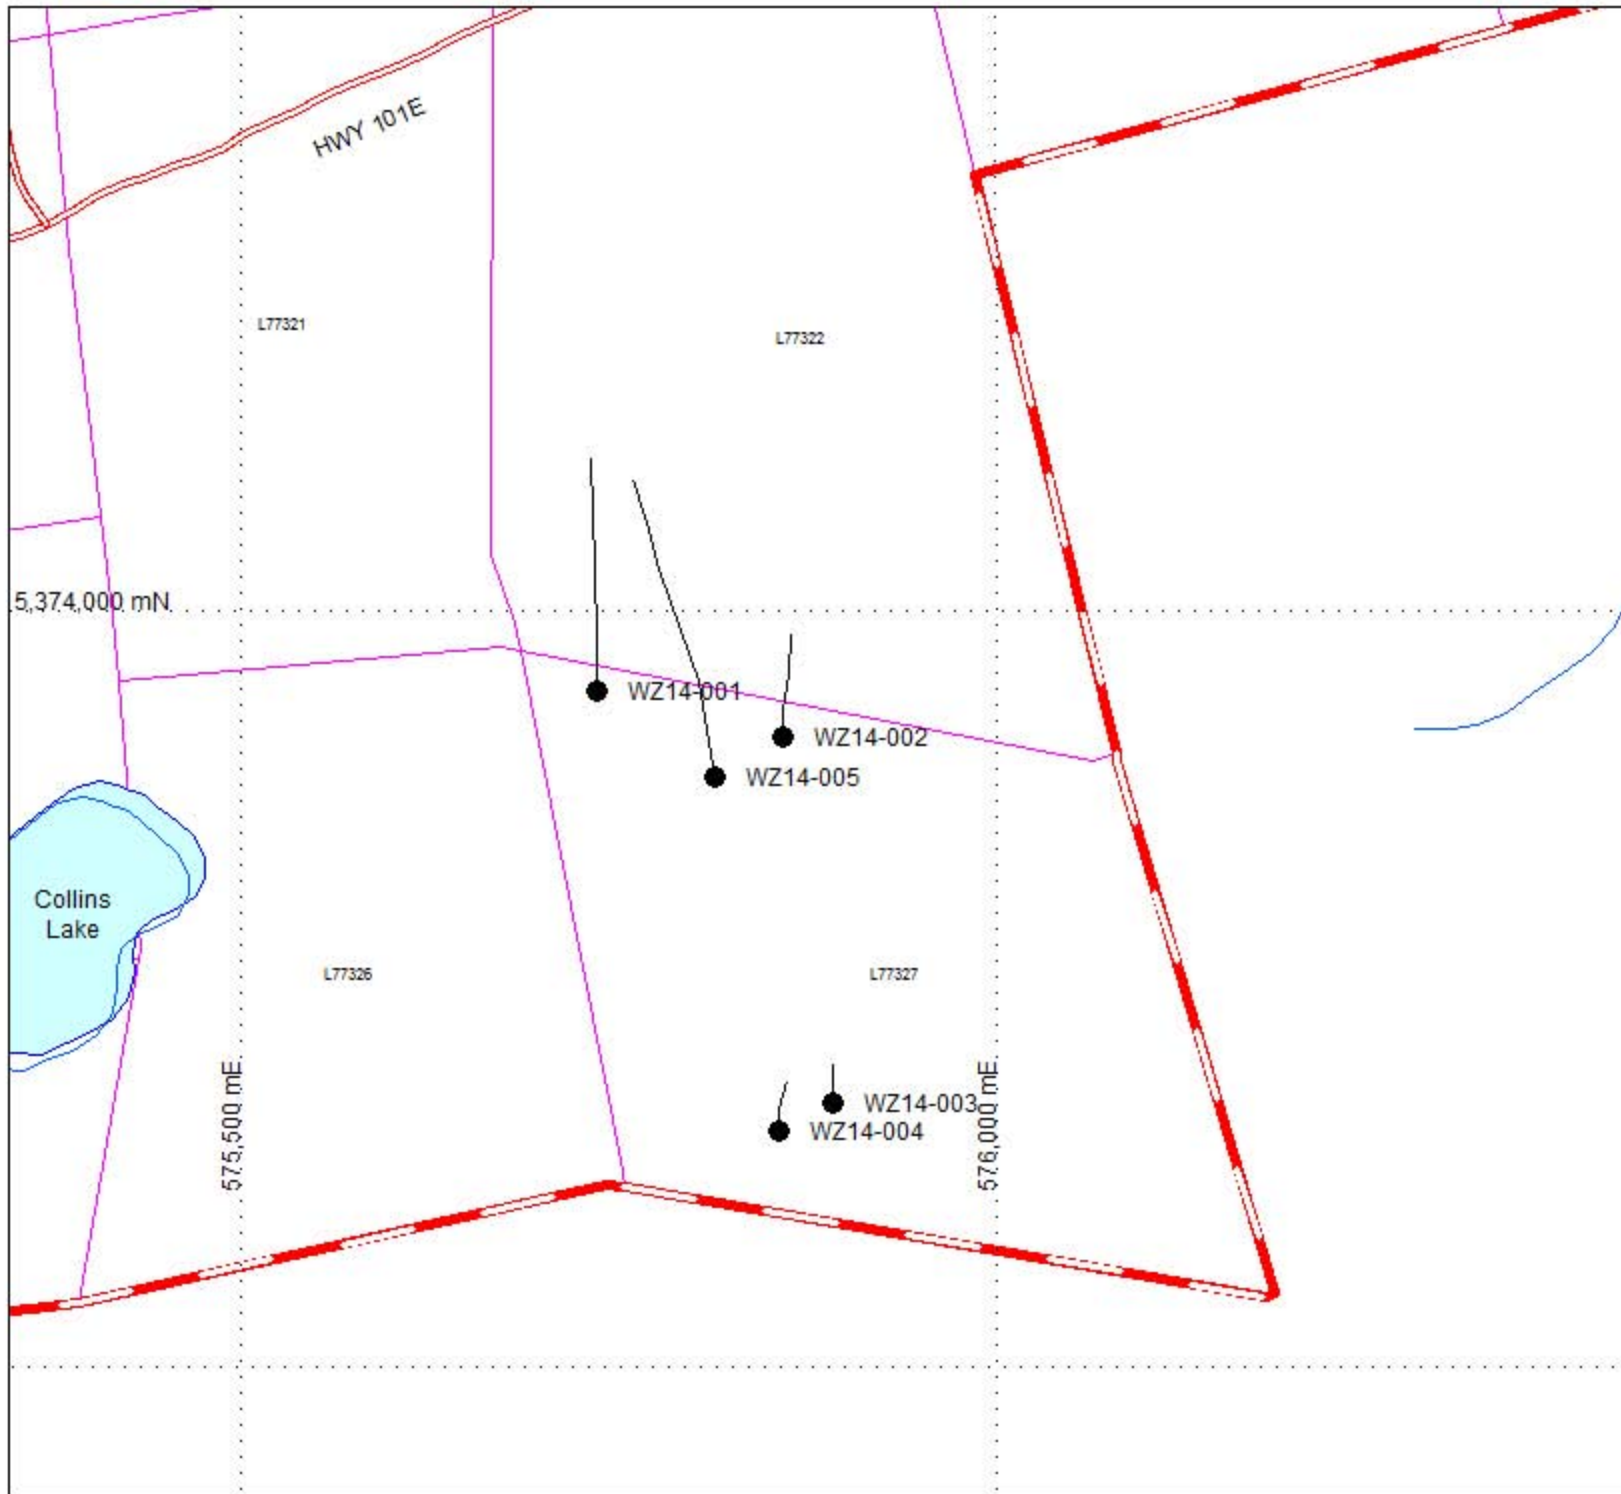 HWY 101E
L77321
L77322
5,374,000 mN
WZ14-001
WZ14-002
WZ14-005
Collins
Lake
L77326
L77327
575,500 mE
576,000 mE
WZ14-003
WZ14-004